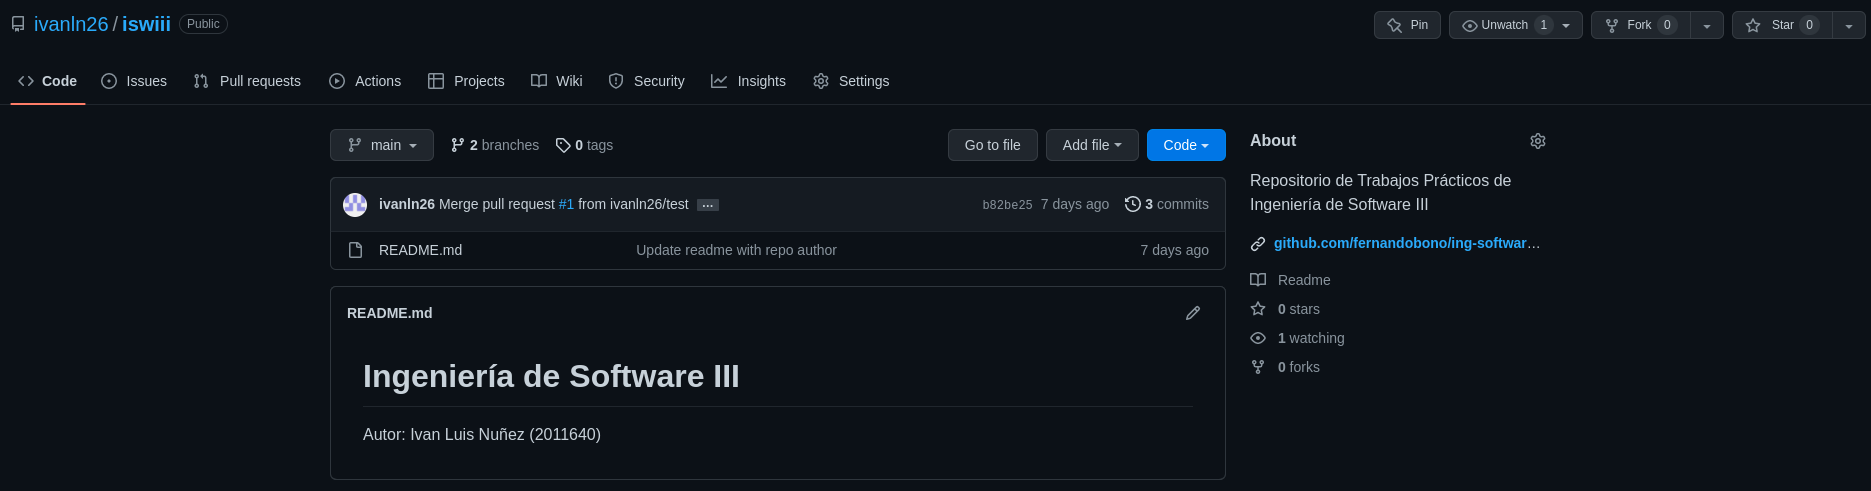 ivanln26 / iswiii Public
Pin Unwatch 1 Fork 0 Star 0
Code Issues Pull requests Actions Projects Wiki Security Insights Settings
main 2 branches 0 tags Go to file Add file Code
ivanln26 Merge pull request #1 from ivanln26/test ... b82be25 7 days ago 3 commits
README.md Update readme with repo author 7 days ago
README.md
Ingeniería de Software III
Autor: Ivan Luis Nuñez (2011640)
About
Repositorio de Trabajos Prácticos de
Ingeniería de Software III
github.com/fernandobono/ing-softwar...
Readme
0 stars
1 watching
0 forks